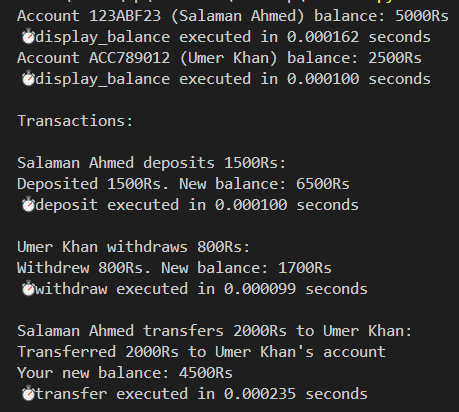 Account 123ABF23 (Salaman Ahmed) balance: 5000Rs
⏱display_balance executed in 0.000162 seconds
Account ACC789012 (Umer Khan) balance: 2500Rs
⏱display_balance executed in 0.000100 seconds
Transactions:
Salaman Ahmed deposits 1500Rs:
Deposited 1500Rs. New balance: 6500Rs
⏱deposit executed in 0.000100 seconds
Umer Khan withdraws 800Rs:
Withdrew 800Rs. New balance: 1700Rs
⏱withdraw executed in 0.000099 seconds
Salaman Ahmed transfers 2000Rs to Umer Khan:
Transferred 2000Rs to Umer Khan's account
Your new balance: 4500Rs
⏱transfer executed in 0.000235 seconds